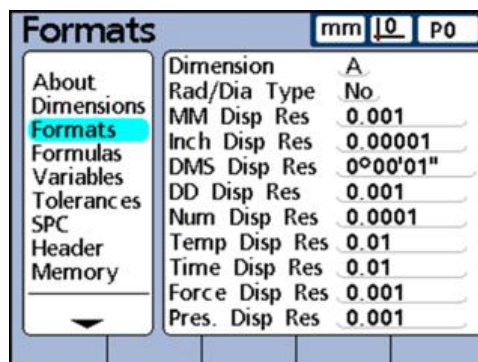 Formats mm 0 P0
About
Dimensions
Formats
Formulas
Variables
Tolerances
SPC
Header
Memory
Dimension A
Rad/Dia Type No
MM Disp Res 0.001
Inch Disp Res 0.00001
DMS Disp Res 0°00'01"
DD Disp Res 0.001
Num Disp Res 0.0001
Temp Disp Res 0.01
Time Disp Res 0.01
Force Disp Res 0.001
Pres. Disp Res 0.001